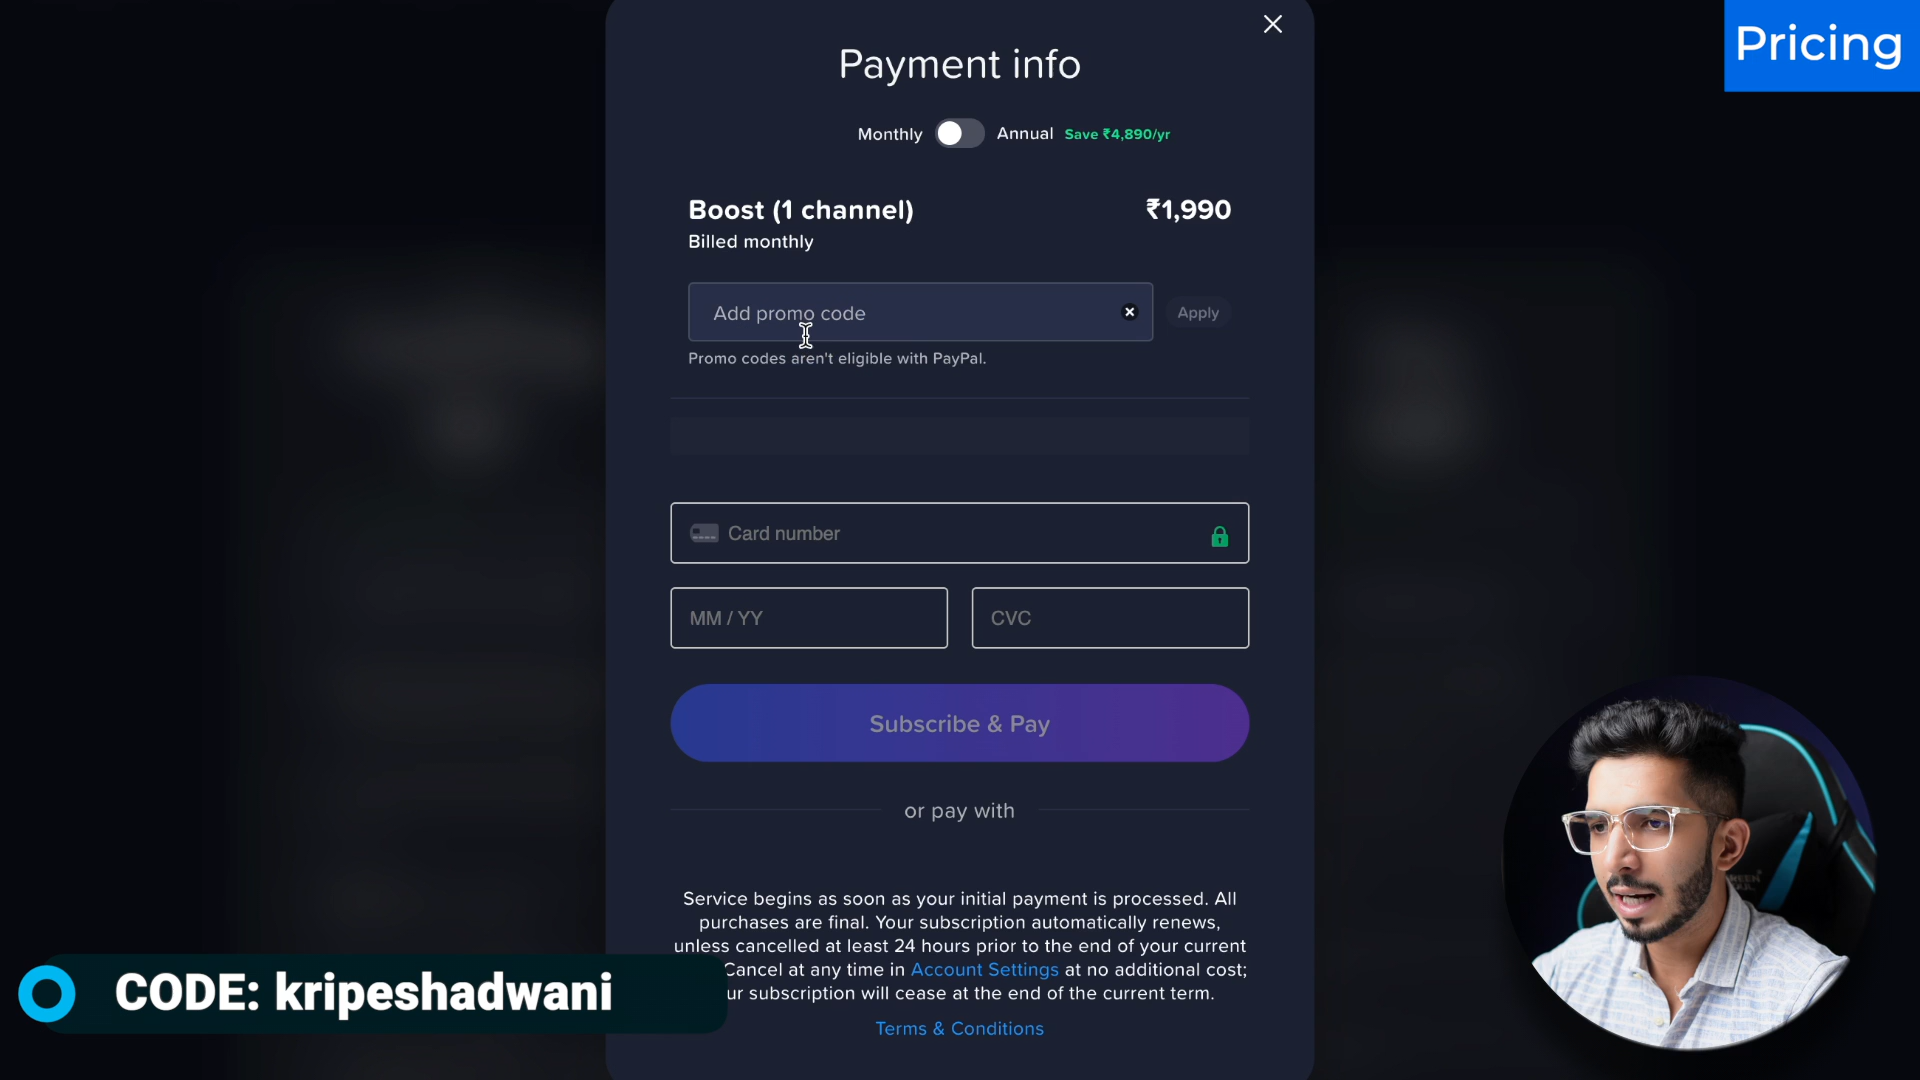 Pricing
Payment info
Monthly Annual Save ₹4,890/yr
Boost (1 channel) ₹1,990
Billed monthly
Add promo code Apply
Promo codes aren't eligible with PayPal.
Card number
MM / YY CVC
Subscribe & Pay
or pay with
Service begins as soon as your initial payment is processed. All
purchases are final. Your subscription automatically renews,
unless cancelled at least 24 hours prior to the end of your current
Cancel at any time in Account Settings at no additional cost;
subscription will cease at the end of the current term.
Terms & Conditions
CODE: kripeshadwani